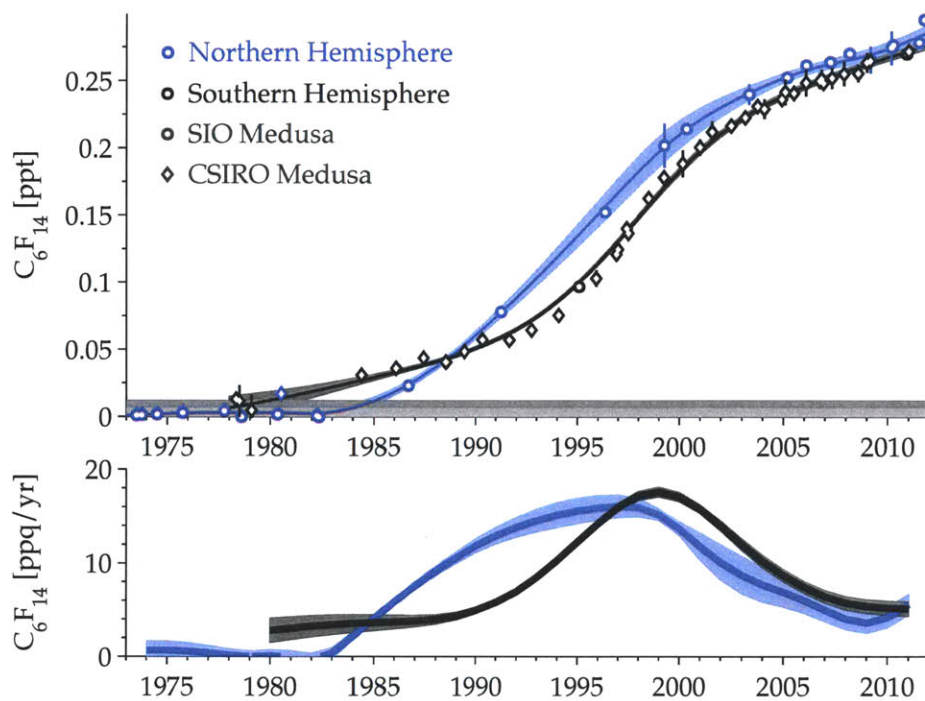 C₆F₁₄ [ppt]
0.25
0.2
0.15
0.1
0.05
0
Northern Hemisphere
Southern Hemisphere
SIO Medusa
CSIRO Medusa
1975 1980 1985 1990 1995 2000 2005 2010
C₆F₁₄ [ppq/yr]
20
10
0
1975 1980 1985 1990 1995 2000 2005 2010